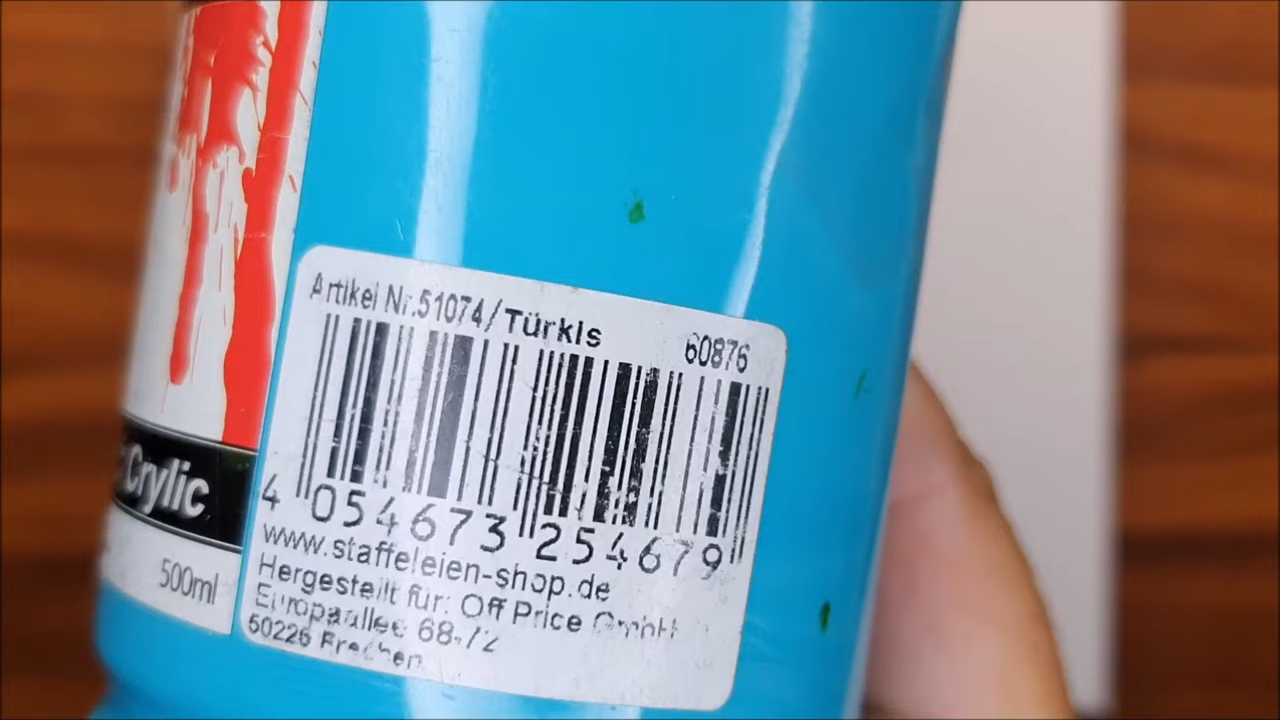 Artikel Nr.51074/Türkis 60876
4 054673 254679
www.staffeleien-shop.de
Hergestellt für: Off Price GmbH
Europaallee 68-72
50226 Frechen
Crylic
500ml